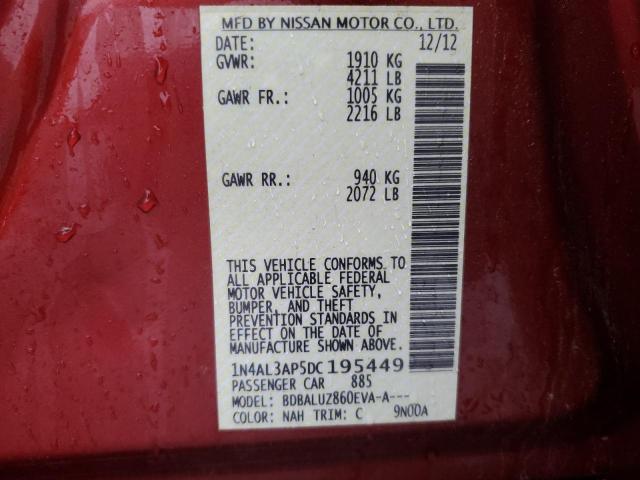 MFD BY NISSAN MOTOR CO., LTD.
DATE: 12/12
GVWR: 1910 KG
4211 LB
GAWR FR.: 1005 KG
2216 LB
GAWR RR.: 940 KG
2072 LB
THIS VEHICLE CONFORMS TO
ALL APPLICABLE FEDERAL
MOTOR VEHICLE SAFETY,
BUMPER, AND THEFT
PREVENTION STANDARDS IN
EFFECT ON THE DATE OF
MANUFACTURE SHOWN ABOVE.
1N4AL3AP5DC195449
PASSENGER CAR 885
MODEL: BDBALUZ860EVA-A---
COLOR: NAH TRIM: C 9N00A